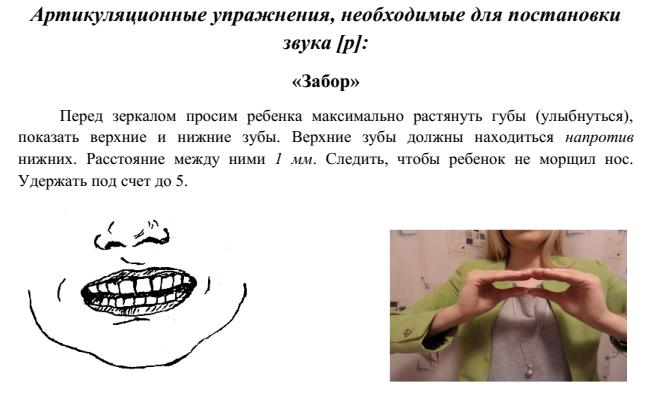 Артикуляционные упражнения, необходимые для постановки
звука [р]:
«Забор»
Перед зеркалом просим ребенка максимально растянуть губы (улыбнуться),
показать верхние и нижние зубы. Верхние зубы должны находиться напротив
нижних. Расстояние между ними 1 мм. Следить, чтобы ребенок не морщил нос.
Удержать под счет до 5.